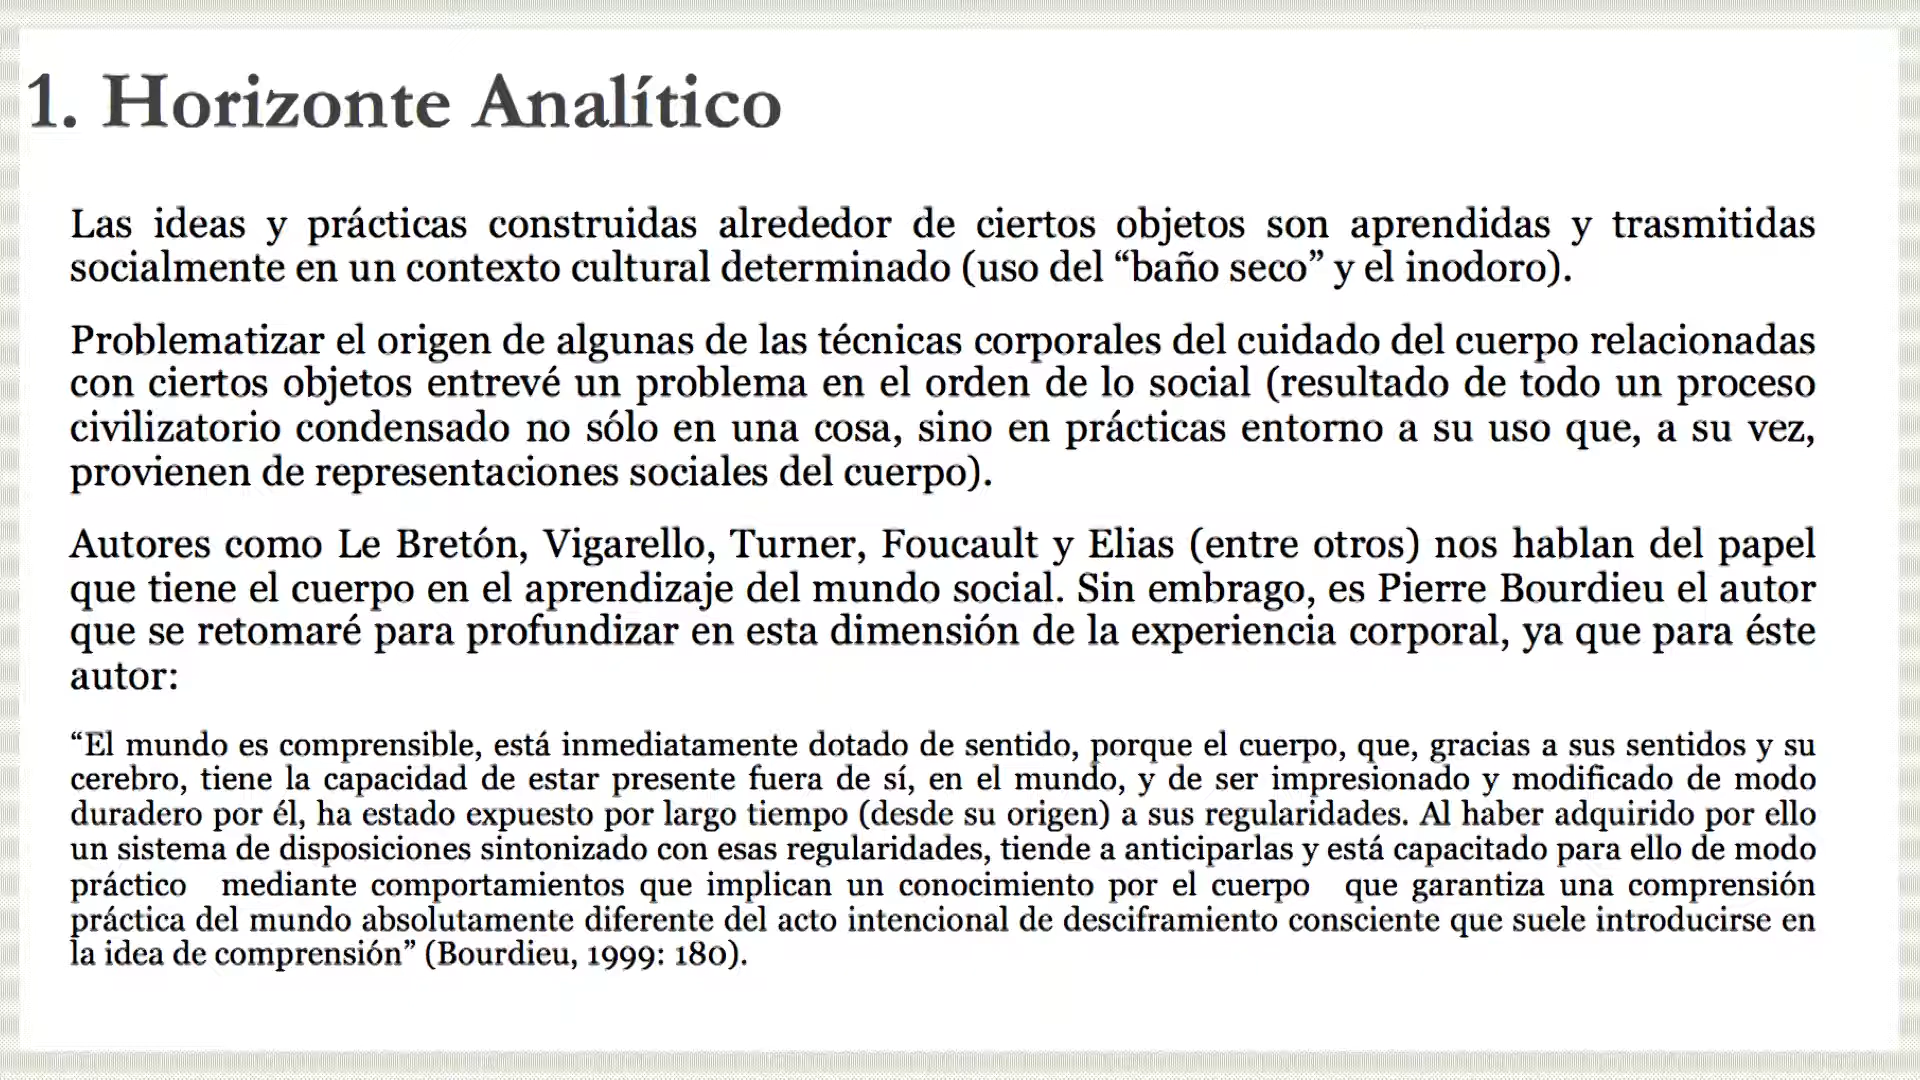 1. Horizonte Analítico
Las ideas y prácticas construidas alrededor de ciertos objetos son aprendidas y trasmitidas
socialmente en un contexto cultural determinado (uso del “baño seco” y el inodoro).
Problematizar el origen de algunas de las técnicas corporales del cuidado del cuerpo relacionadas
con ciertos objetos entrevé un problema en el orden de lo social (resultado de todo un proceso
civilizatorio condensado no sólo en una cosa, sino en prácticas entorno a su uso que, a su vez,
provienen de representaciones sociales del cuerpo).
Autores como Le Bretón, Vigarello, Turner, Foucault y Elias (entre otros) nos hablan del papel
que tiene el cuerpo en el aprendizaje del mundo social. Sin embrago, es Pierre Bourdieu el autor
que se retomaré para profundizar en esta dimensión de la experiencia corporal, ya que para éste
autor:
“El mundo es comprensible, está inmediatamente dotado de sentido, porque el cuerpo, que, gracias a sus sentidos y su
cerebro, tiene la capacidad de estar presente fuera de sí, en el mundo, y de ser impresionado y modificado de modo
duradero por él, ha estado expuesto por largo tiempo (desde su origen) a sus regularidades. Al haber adquirido por ello
un sistema de disposiciones sintonizado con esas regularidades, tiende a anticiparlas y está capacitado para ello de modo
práctico mediante comportamientos que implican un conocimiento por el cuerpo que garantiza una comprensión
práctica del mundo absolutamente diferente del acto intencional de desciframiento consciente que suele introducirse en
la idea de comprensión” (Bourdieu, 1999: 180).